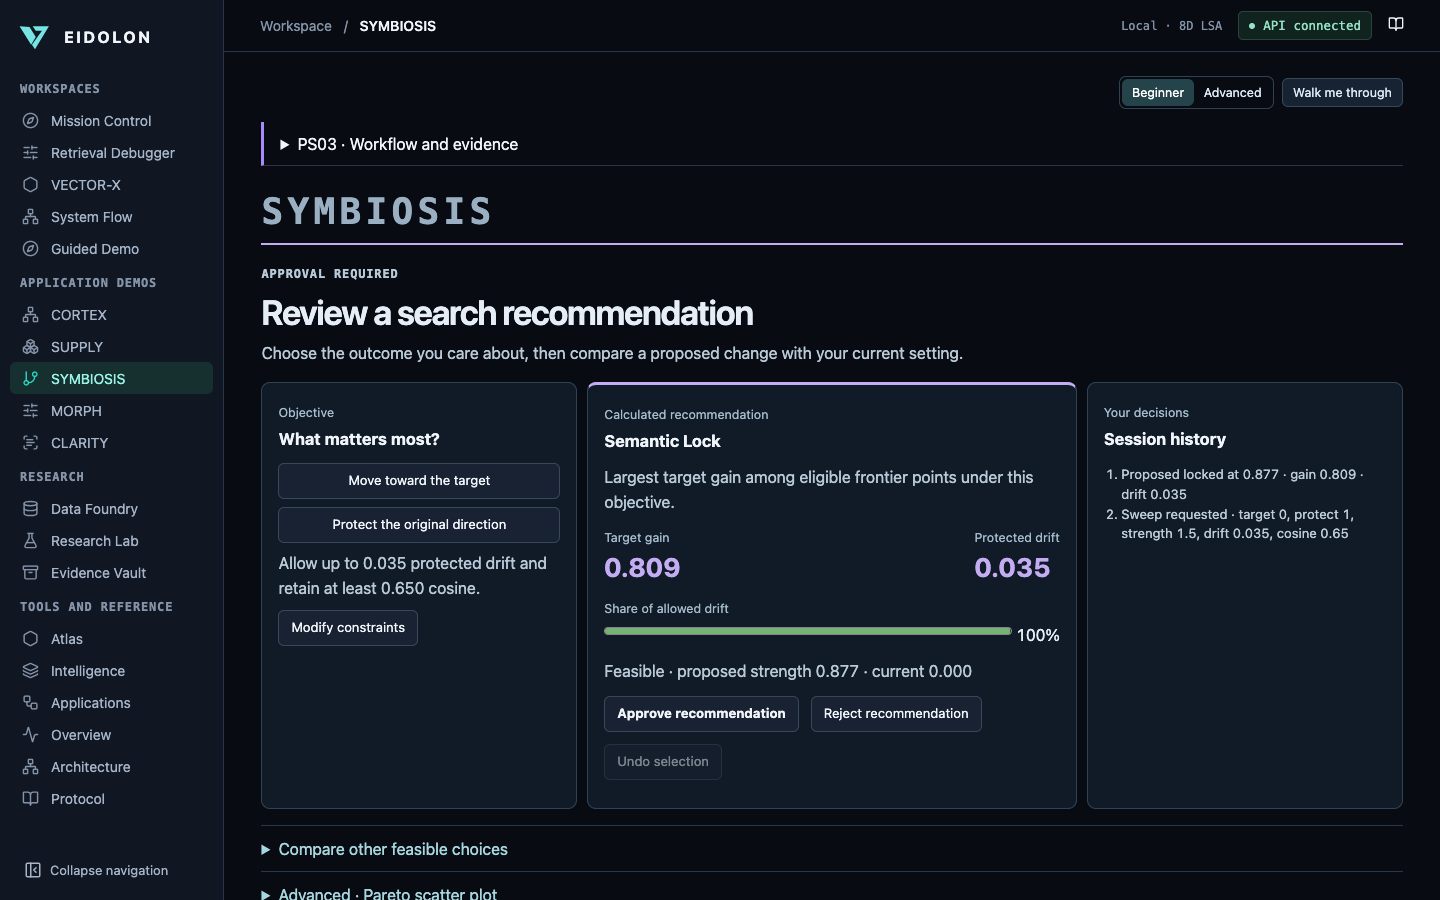 EIDOLON
WORKSPACES
Mission Control
Retrieval Debugger
VECTOR-X
System Flow
Guided Demo
APPLICATION DEMOS
CORTEX
SUPPLY
SYMBIOSIS
MORPH
CLARITY
RESEARCH
Data Foundry
Research Lab
Evidence Vault
TOOLS AND REFERENCE
Atlas
Intelligence
Applications
Overview
Architecture
Protocol
Collapse navigation
Workspace / SYMBIOSIS
Local · 8D LSA
API connected
Beginner
Advanced
Walk me through
PS03 · Workflow and evidence
SYMBIOSIS
APPROVAL REQUIRED
Review a search recommendation
Choose the outcome you care about, then compare a proposed change with your current setting.
Objective
What matters most?
Move toward the target
Protect the original direction
Allow up to 0.035 protected drift and
retain at least 0.650 cosine.
Modify constraints
Calculated recommendation
Semantic Lock
Largest target gain among eligible frontier points under this
objective.
Target gain
0.809
Protected drift
0.035
Share of allowed drift
100%
Feasible · proposed strength 0.877 · current 0.000
Approve recommendation
Reject recommendation
Undo selection
Your decisions
Session history
1. Proposed locked at 0.877 · gain 0.809 ·
drift 0.035
2. Sweep requested · target 0, protect 1,
strength 1.5, drift 0.035, cosine 0.65
Compare other feasible choices
Advanced · Pareto scatter plot